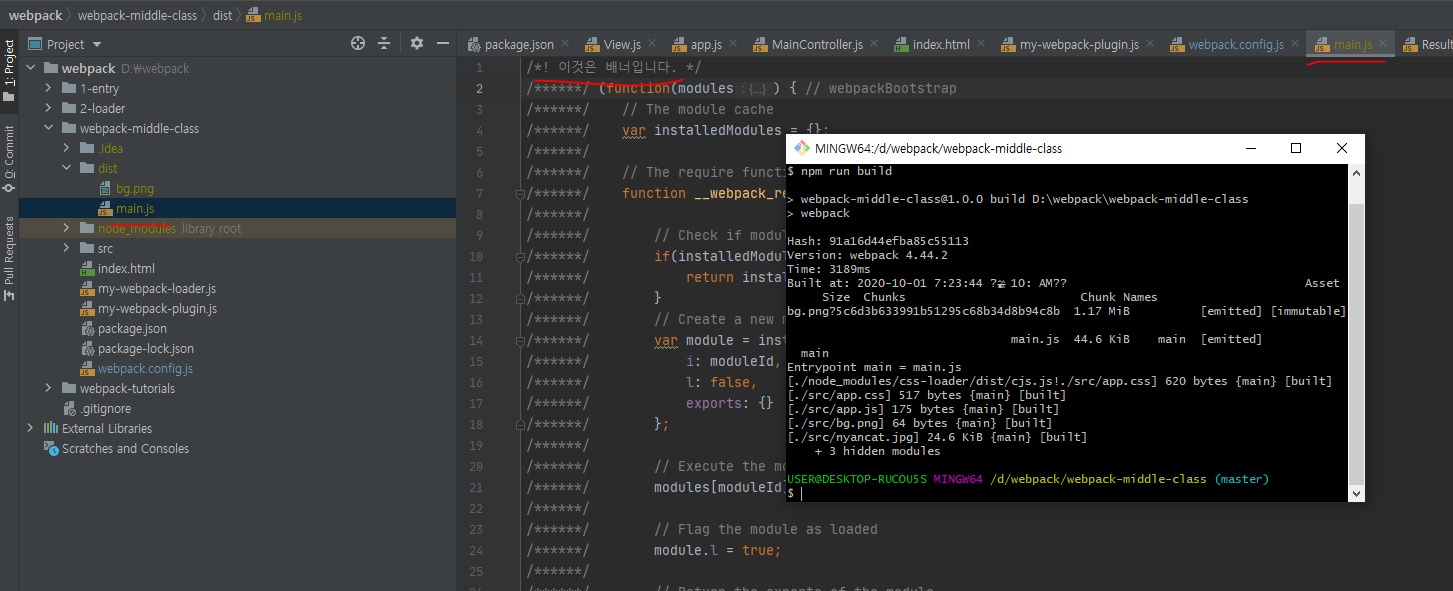 webpack webpack-middle-class dist main.js
Project
package.json View.js app.js MainController.js index.html my-webpack-plugin.js webpack.config.js main.js Result
1: Project
0: Commit
Pull Requests
webpack D:\webpack
1-entry
2-loader
webpack-middle-class
.idea
dist
bg.png
main.js
node_modules library root
src
index.html
my-webpack-loader.js
my-webpack-plugin.js
package.json
package-lock.json
webpack.config.js
webpack-tutorials
.gitignore
External Libraries
Scratches and Consoles
1 /*! 이것은 배너입니다. */
2 /******/ (function(modules {...} ) { // webpackBootstrap
3 /******/ // The module cache
4 /******/ var installedModules = {};
5 /******/
6 /******/ // The require functi
7 /******/ function __webpack_re
8 /******/
9 /******/ // Check if modul
10 /******/ if(installedModul
11 /******/ return instal
12 /******/ }
13 /******/ // Create a new m
14 /******/ var module = inst
15 /******/ i: moduleId,
16 /******/ l: false,
17 /******/ exports: {}
18 /******/ };
19 /******/
20 /******/ // Execute the mo
21 /******/ modules[moduleId
22 /******/
23 /******/ // Flag the module as loaded
24 /******/ module.l = true;
25 /******/
/******/ // Return the exports of the module
MINGW64:/d/webpack/webpack-middle-class
$ npm run build
> webpack-middle-class@1.0.0 build D:\webpack\webpack-middle-class
> webpack
Hash: 91a16d44efba85c55113
Version: webpack 4.44.2
Time: 3189ms
Built at: 2020-10-01 7:23:44 AM?? Asset
Size Chunks Chunk Names
bg.png?5c6d3b633991b51295c68b34d8b94c8b 1.17 MiB [emitted] [immutable]
main.js 44.6 KiB main [emitted]
main
Entrypoint main = main.js
[./node_modules/css-loader/dist/cjs.js!./src/app.css] 620 bytes {main} [built]
[./src/app.css] 517 bytes {main} [built]
[./src/app.js] 175 bytes {main} [built]
[./src/bg.png] 64 bytes {main} [built]
[./src/nyancat.jpg] 24.6 KiB {main} [built]
+ 3 hidden modules
USER@DESKTOP-RUCOU5S MINGW64 /d/webpack/webpack-middle-class (master)
$